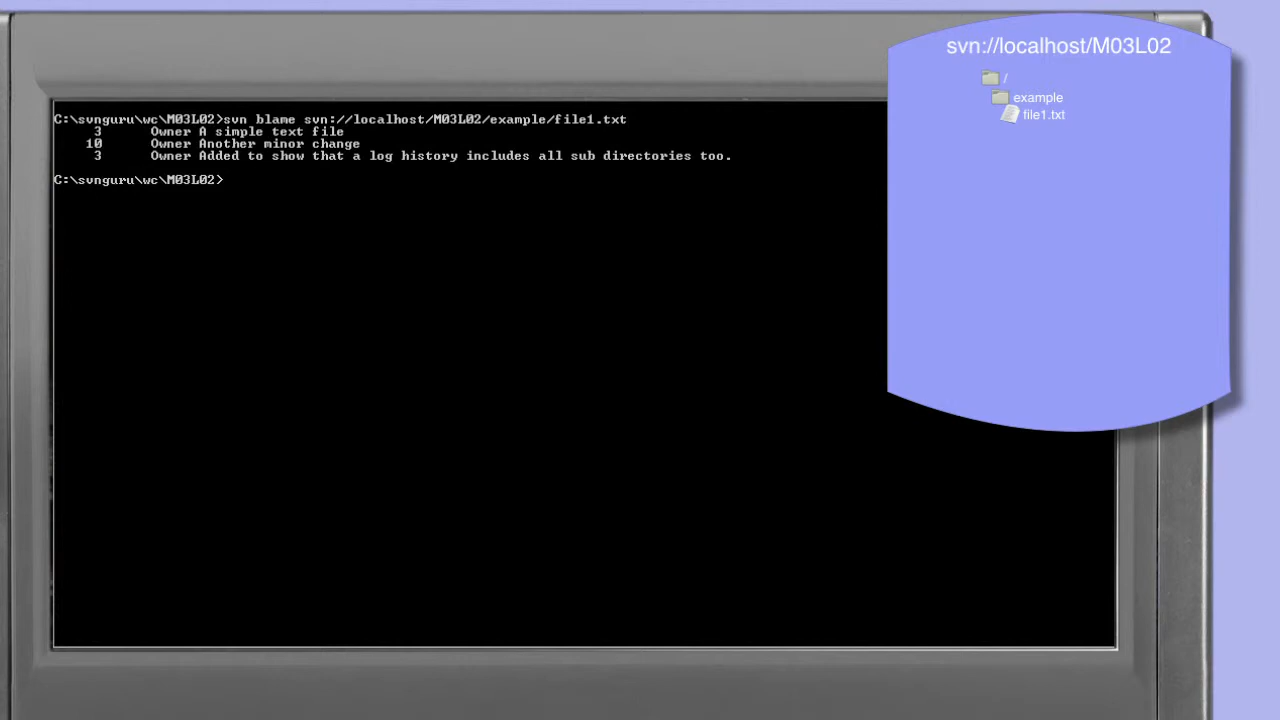 svn://localhost/M03L02
/
example
file1.txt
C:\svnguru\wc\M03L02>svn blame svn://localhost/M03L02/example/file1.txt
3 Owner A simple text file
10 Owner Another minor change
3 Owner Added to show that a log history includes all sub directories too.
C:\svnguru\wc\M03L02>